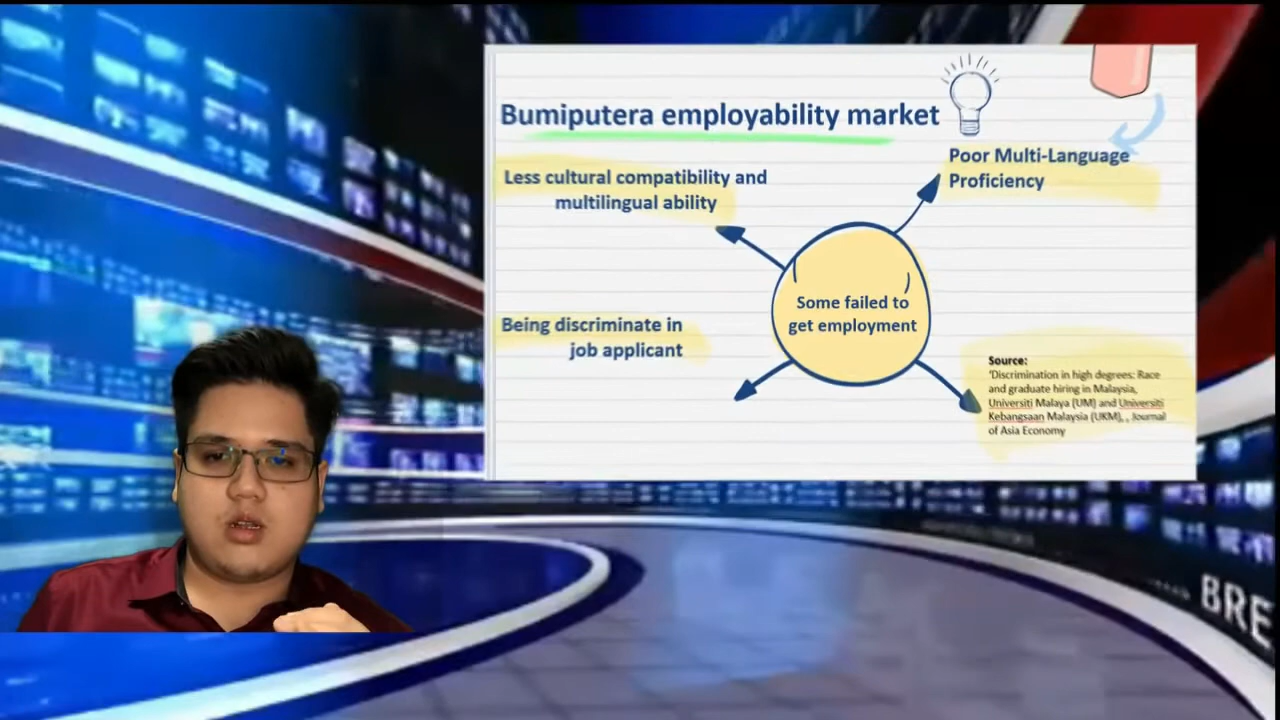 Bumiputera employability market
Less cultural compatibility and
multilingual ability
Poor Multi-Language
Proficiency
Some failed to
get employment
Being discriminate in
job applicant
Source:
'Discrimination in high degrees: Race
and graduate hiring in Malaysia,
Universiti Malaya (UM) and Universiti
Kebangsaan Malaysia (UKM), , Journal
of Asia Economy
BRE